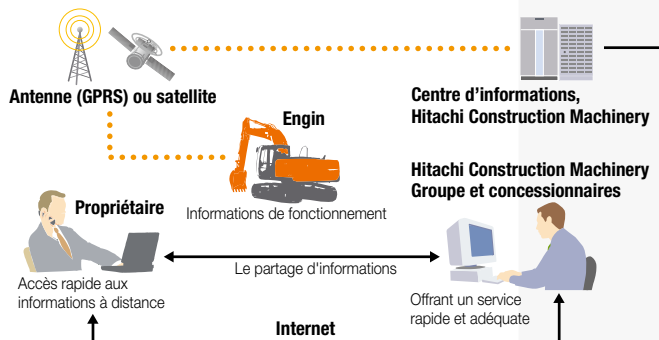 Antenne (GPRS) ou satellite
Centre d'informations,
Hitachi Construction Machinery
Engin
Informations de fonctionnement
Hitachi Construction Machinery
Groupe et concessionnaires
Propriétaire
Le partage d'informations
Accès rapide aux
informations à distance
Offrant un service
rapide et adéquate
Internet